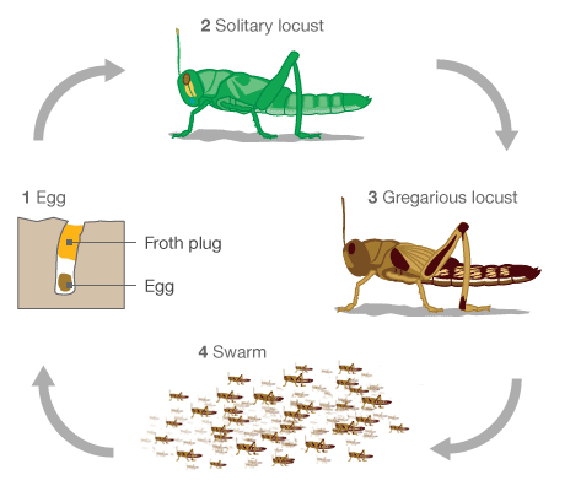 2 Solitary locust
1 Egg
3 Gregarious locust
Froth plug
Egg
4 Swarm